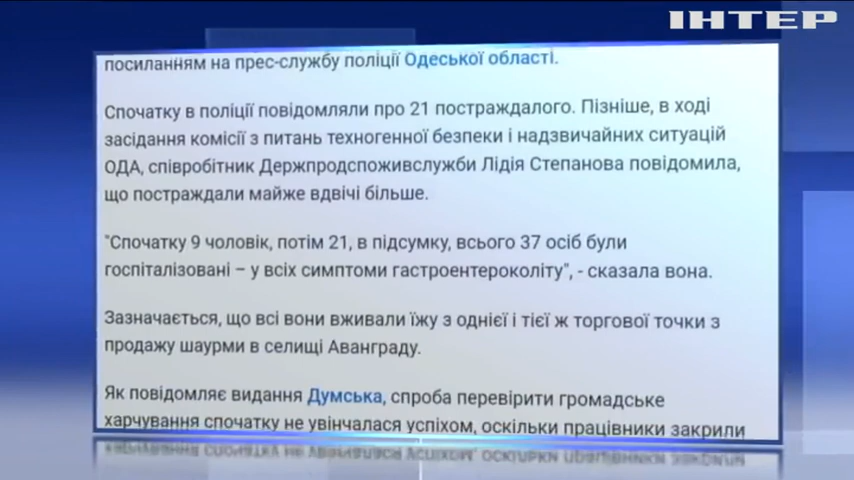 ІНТЕР
посиланням на прес-службу поліції Одеської області.
Спочатку в поліції повідомляли про 21 постраждалого. Пізніше, в ході
засідання комісії з питань техногенної безпеки і надзвичайних ситуацій
ОДА, співробітник Держпродспоживслужби Лідія Степанова повідомила,
що постраждали майже вдвічі більше.
"Спочатку 9 чоловік, потім 21, в підсумку, всього 37 осіб були
госпіталізовані – у всіх симптоми гастроентероколіту", - сказала вона.
Зазначається, що всі вони вживали їжу з однієї і тієї ж торгової точки з
продажу шаурми в селищі Аванграду.
Як повідомляє видання Думська, спроба перевірити громадське
харчування спочатку не увінчалася успіхом, оскільки працівники закрили